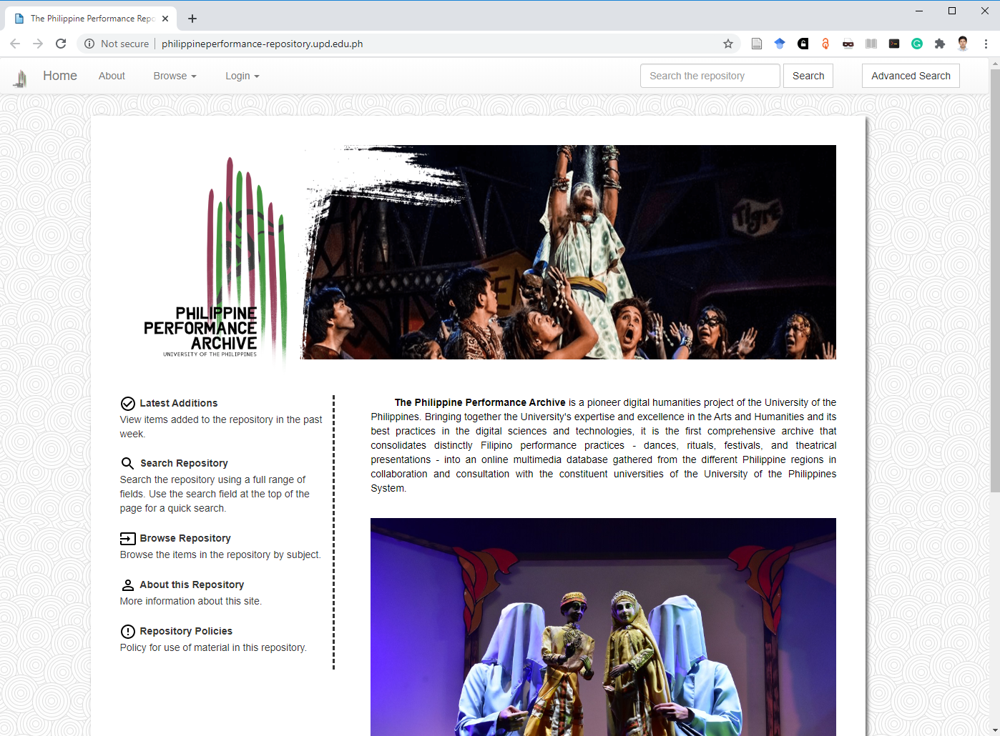 The Philippine Performance Repo
Not secure
philippineperformance-repository.upd.edu.ph
Home
About
Browse
Login
Search the repository
Search
Advanced Search
Tigre
PHILIPPINE
PERFORMANCE
ARCHIVE
UNIVERSITY OF THE PHILIPPINES
Latest Additions
View items added to the repository in the past
week.
Search Repository
Search the repository using a full range of
fields. Use the search field at the top of the
page for a quick search.
Browse Repository
Browse the items in the repository by subject.
About this Repository
More information about this site.
Repository Policies
Policy for use of material in this repository.
The Philippine Performance Archive is a pioneer digital humanities project of the University of the
Philippines. Bringing together the University's expertise and excellence in the Arts and Humanities and its
best practices in the digital sciences and technologies, it is the first comprehensive archive that
consolidates distinctly Filipino performance practices - dances, rituals, festivals, and theatrical
presentations - into an online multimedia database gathered from the different Philippine regions in
collaboration and consultation with the constituent universities of the University of the Philippines
System.